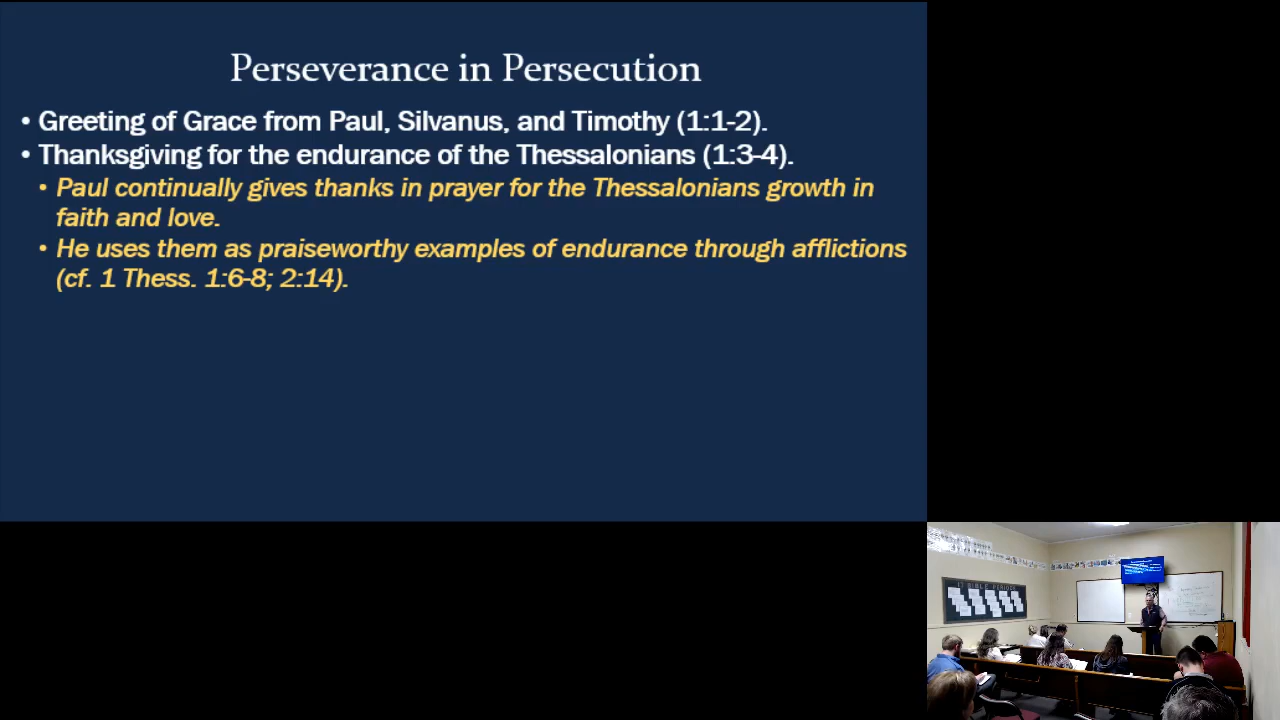 Perseverance in Persecution
• Greeting of Grace from Paul, Silvanus, and Timothy (1:1-2).
• Thanksgiving for the endurance of the Thessalonians (1:3-4).
• Paul continually gives thanks in prayer for the Thessalonians growth in
faith and love.
• He uses them as praiseworthy examples of endurance through afflictions
(cf. 1 Thess. 1:6-8; 2:14).
BIBLE PERIODS